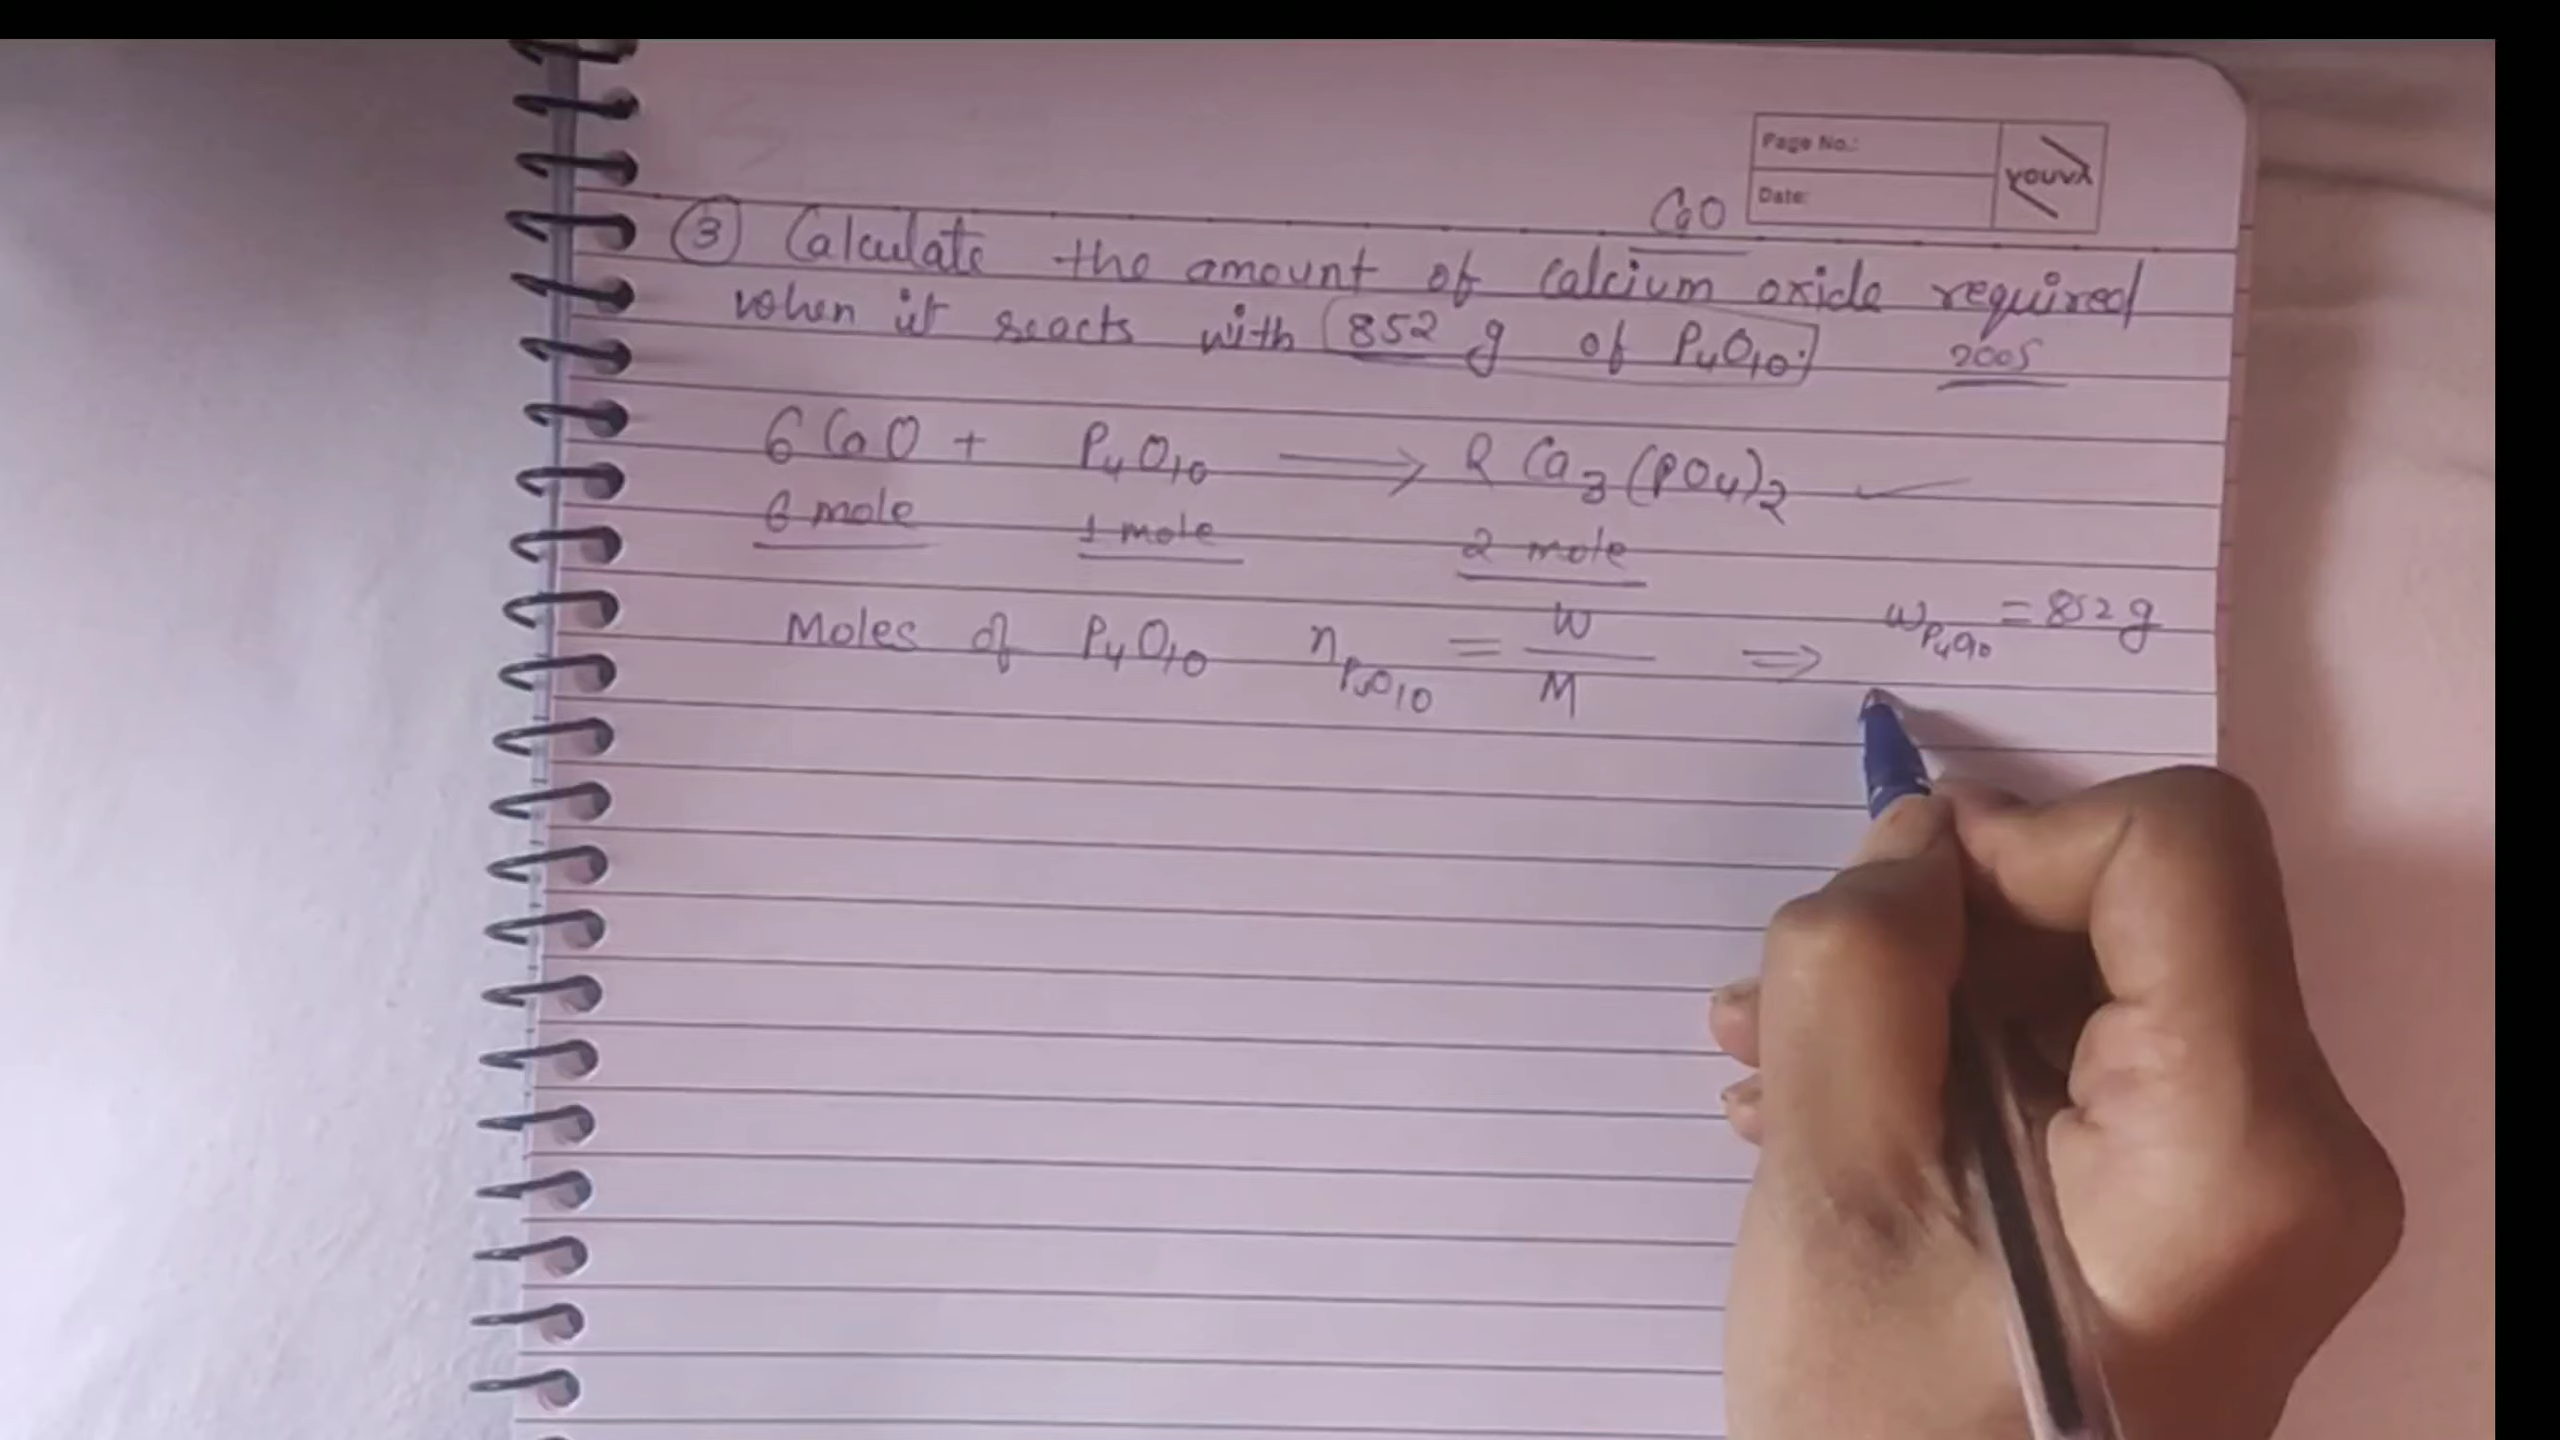 Page No.:
Date:
youva
CaO
③ Calculate the amount of Calcium oxide required
when it reacts with 852 g of P₄O₁₀. 2005
6 CaO + P₄O₁₀ ⟹ 2 Ca₃(PO₄)₂ ✓
6 mole 1 mole 2 mole
Moles of P₄O₁₀ n_P₄O₁₀ = W/M ⇒ w_P₄O₁₀ = 852 g